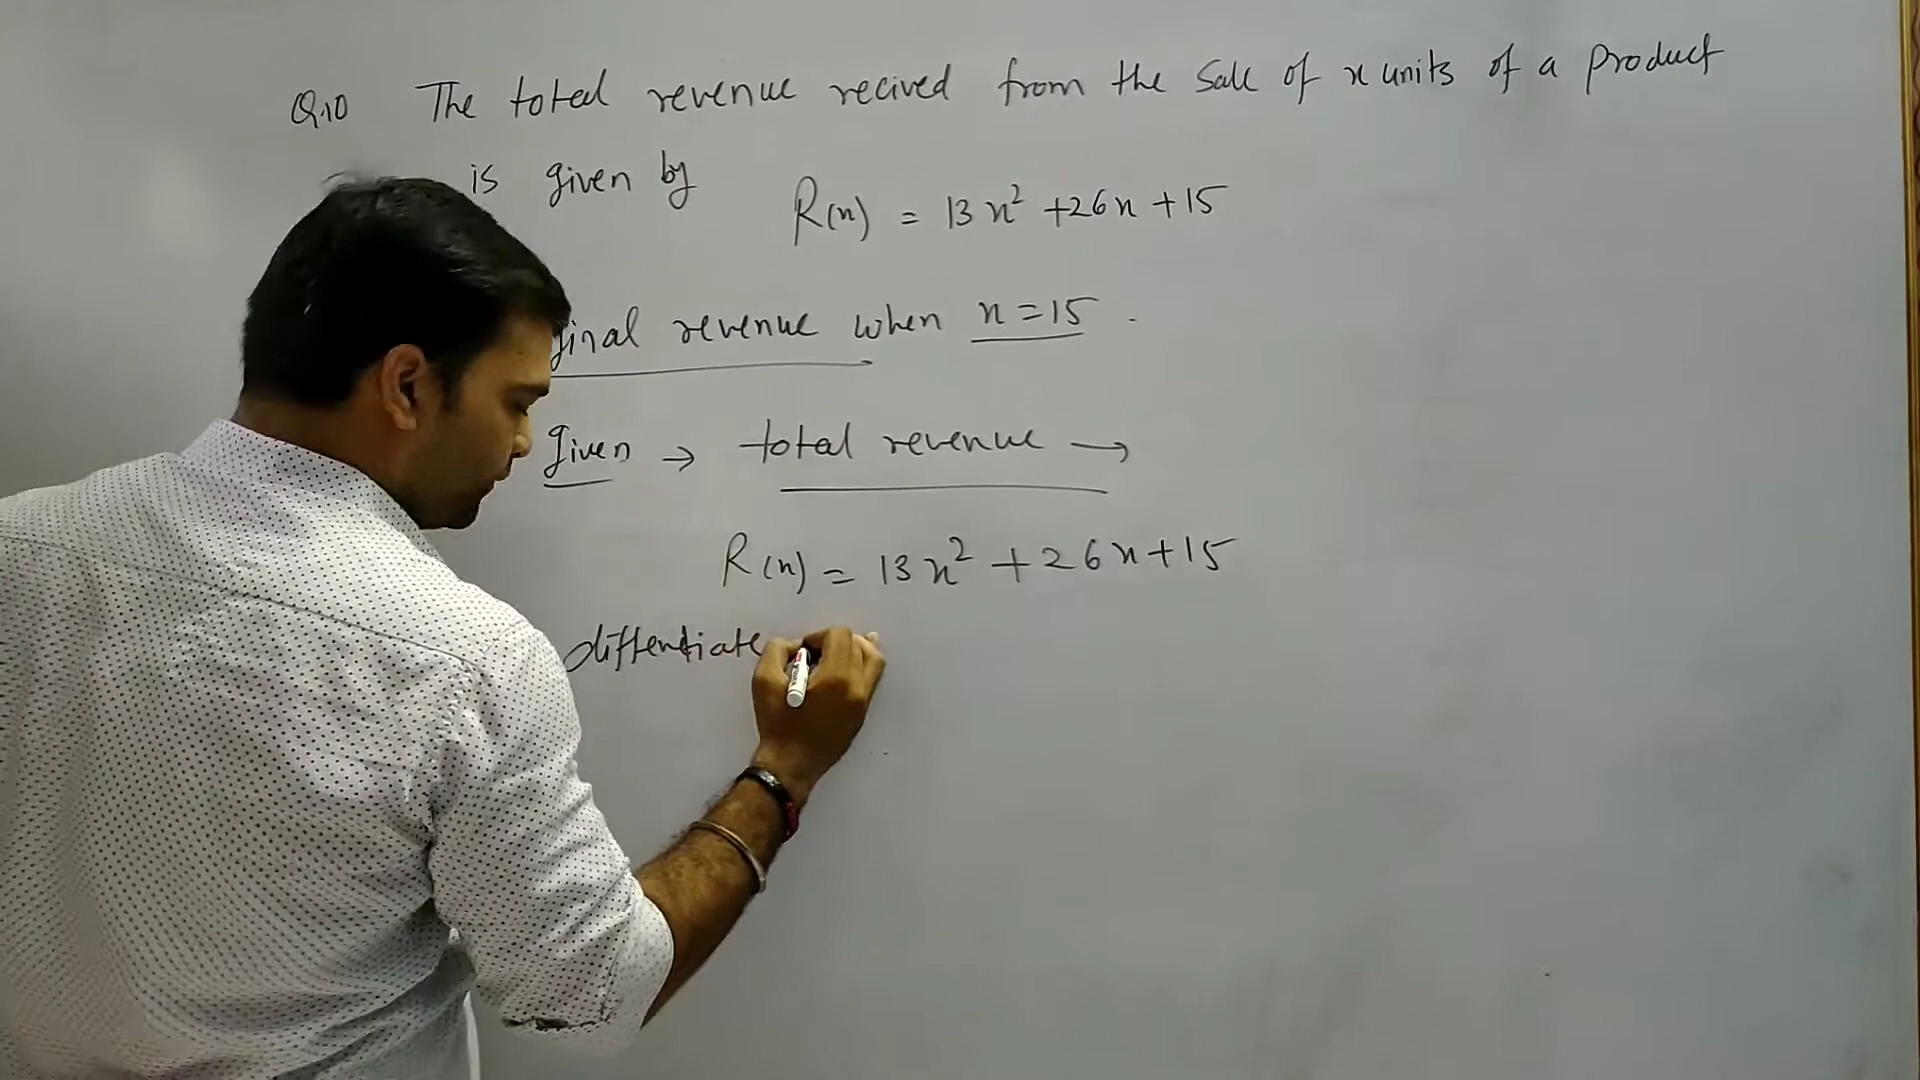 Q.10 The total revenue recived from the sale of x units of a product
is given by R(x) = 13x² + 26x + 15
ginal revenue when x = 15 .
given → total revenue →
R(x) = 13x² + 26x + 15
diffentiate